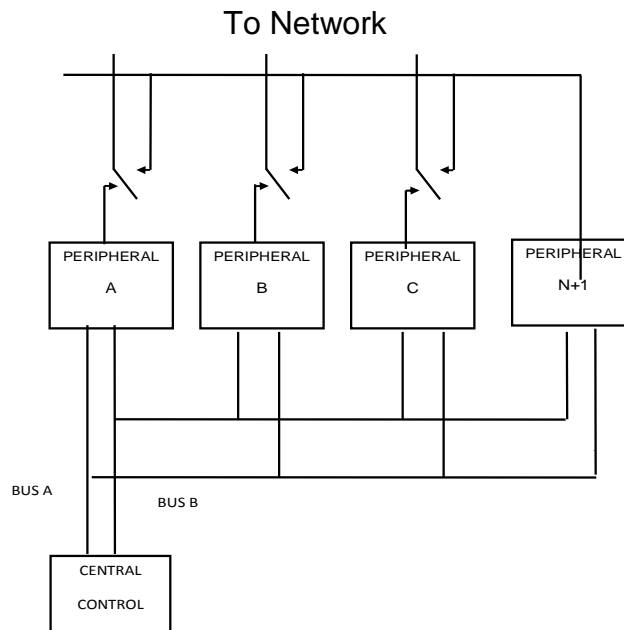 To Network
PERIPHERAL
A
PERIPHERAL
B
PERIPHERAL
C
PERIPHERAL
N+1
BUS A
BUS B
CENTRAL
CONTROL